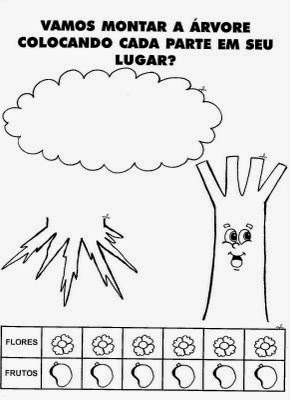 VAMOS MONTAR A ÁRVORE
COLOCANDO CADA PARTE EM SEU
LUGAR?
FLORES
FRUTOS